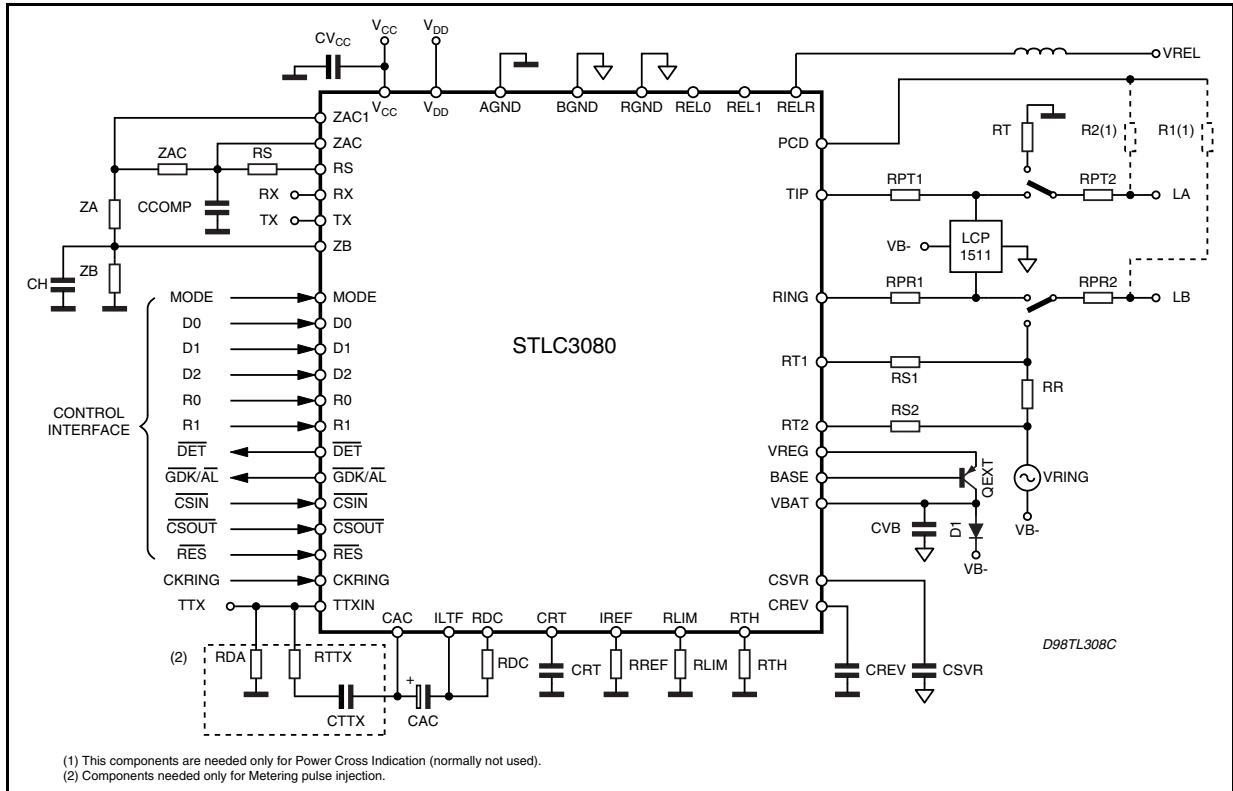 V_CC
V_DD
CV_CC
VREL
V_CC
V_DD
AGND
BGND
RGND
REL0
REL1
RELR
ZAC1
ZAC
RS
RX
TX
ZB
MODE
D0
D1
D2
R0
R1
DET
GDK/AL
CSIN
CSOUT
RES
CKRING
TTXIN
ZAC
RS
RX
TX
ZA
CCOMP
CH
ZB
MODE
D0
D1
D2
R0
R1
DET
GDK/AL
CSIN
CSOUT
RES
CKRING
TTX
CONTROL
INTERFACE
STLC3080
PCD
TIP
RING
RT1
RT2
VREG
BASE
VBAT
CSVR
CREV
RT
R2(1)
R1(1)
RPT1
RPT2
LA
VB-
LCP
1511
RPR1
RPR2
LB
RS1
RR
RS2
QEXT
VRING
CVB
D1
VB-
VB-
CAC
ILTF
RDC
CRT
IREF
RLIM
RTH
(2)
RDA
RTTX
CTTX
+
CAC
RDC
CRT
RREF
RLIM
RTH
CREV
CSVR
D98TL308C
(1) This components are needed only for Power Cross Indication (normally not used).
(2) Components needed only for Metering pulse injection.